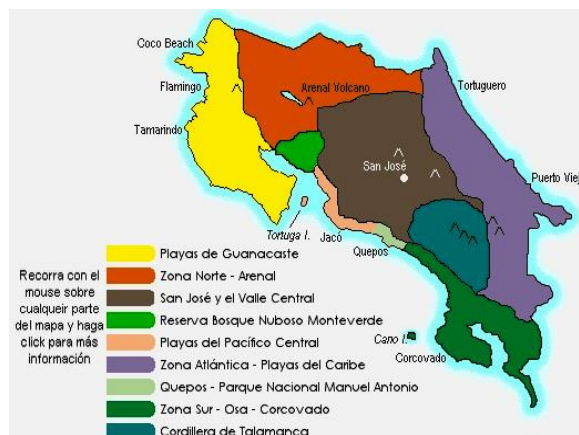 Coco Beach
Flamingo
Tamarindo
Arenal Volcano
Tortuguero
San José
Puerto Viej
Tortuga I.
Jacó
Quepos
Cano I.
Corcovado
Recorra con el
mouse sobre
cualqueir parte
del mapa y haga
click para más
información
Playas de Guanacaste
Zona Norte - Arenal
San José y el Valle Central
Reserva Bosque Nuboso Monteverde
Playas del Pacífico Central
Zona Atlántica - Playas del Caribe
Quepos - Parque Nacional Manuel Antonio
Zona Sur - Osa - Corcovado
Cordillera de Talamanca